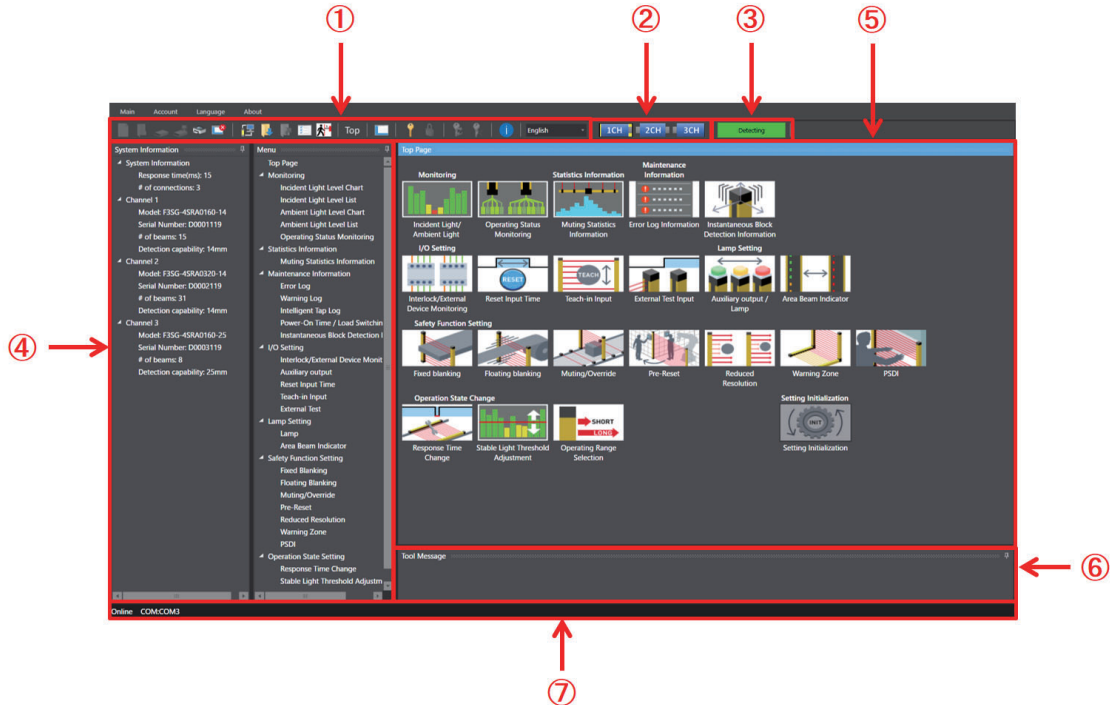 ① ② ③ ⑤
Main Account Language About
Top English 1CH 2CH 3CH Detecting
System Information
System Information
Response time(ms): 15
# of connections: 3
Channel 1
Model: F3SG-4SRA0160-14
Serial Number: D0001119
# of beams: 15
Detection capability: 14mm
Channel 2
Model: F3SG-4SRA0320-14
Serial Number: D0002119
# of beams: 31
Detection capability: 14mm
Channel 3
Model: F3SG-4SRA0160-25
Serial Number: D0003119
# of beams: 8
Detection capability: 25mm
④
Menu
Top Page
Monitoring
Incident Light Level Chart
Incident Light Level List
Ambient Light Level Chart
Ambient Light Level List
Operating Status Monitoring
Statistics Information
Muting Statistics Information
Maintenance Information
Error Log
Warning Log
Intelligent Tap Log
Power-On Time / Load Switchin
Instantaneous Block Detection I
I/O Setting
Interlock/External Device Monit
Auxiliary output
Reset Input Time
Teach-in Input
External Test
Lamp Setting
Lamp
Area Beam Indicator
Safety Function Setting
Fixed Blanking
Floating Blanking
Muting/Override
Pre-Reset
Reduced Resolution
Warning Zone
PSDI
Operation State Setting
Response Time Change
Stable Light Threshold Adjustm
Top Page
Monitoring
Statistics Information
Maintenance
Information
Incident Light/
Ambient Light
Operating Status
Monitoring
Muting Statistics
Information
Error Log Information
Instantaneous Block
Detection Information
I/O Setting
Lamp Setting
RESET
TEACH
Interlock/External
Device Monitoring
Reset Input Time
Teach-in Input
External Test Input
Auxiliary output /
Lamp
Area Beam Indicator
Safety Function Setting
Fixed blanking
Floating blanking
Muting/Override
Pre-Reset
Reduced
Resolution
Warning Zone
PSDI
Operation State Change
Setting Initialization
SHORT
LONG
INIT
Response Time
Change
Stable Light Threshold
Adjustment
Operating Range
Selection
Setting Initialization
Tool Message
⑥
Online COM:COM3
⑦